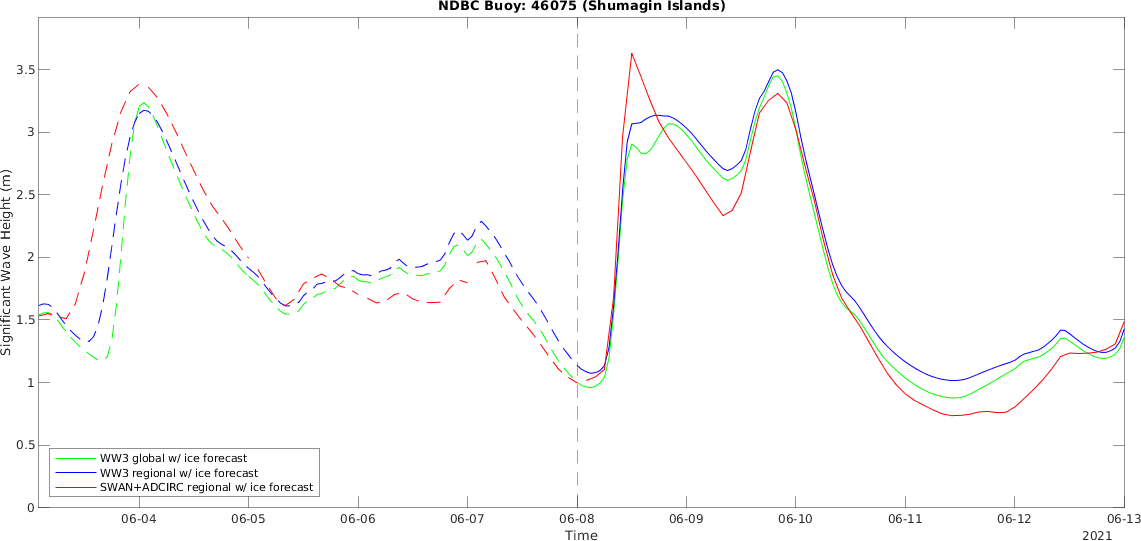 NDBC Buoy: 46075 (Shumagin Islands)
Significant Wave Height (m)
3.5
3
2.5
2
1.5
1
0.5
0
WW3 global w/ ice forecast
WW3 regional w/ ice forecast
SWAN+ADCIRC regional w/ ice forecast
06-04 06-05 06-06 06-07 06-08 06-09 06-10 06-11 06-12 06-13
Time
2021